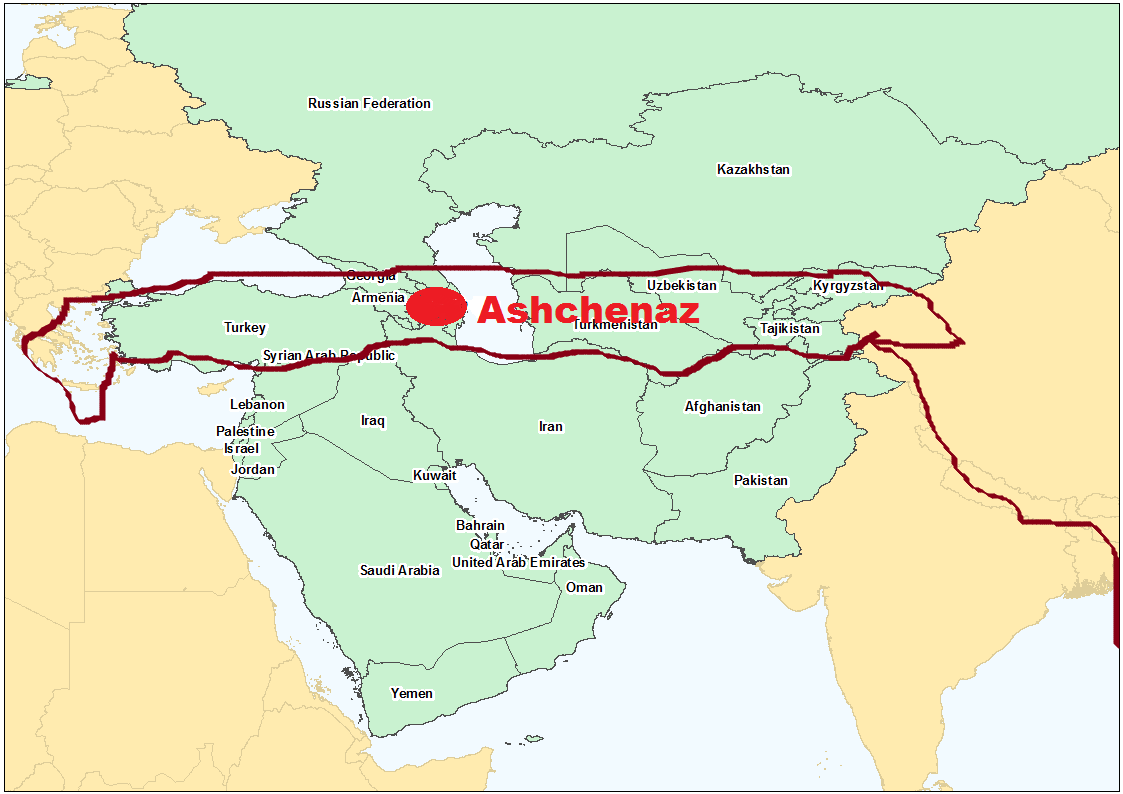 Russian Federation
Kazakhstan
Georgia
Uzbekistan
Kyrgyzstan
Armenia
Ashchenaz
Turkey
Turkmenistan
Tajikistan
Syrian Arab Republic
Lebanon
Afghanistan
Iraq
Iran
Palestine
Israel
Jordan
Kuwait
Pakistan
Bahrain
Qatar
United Arab Emirates
Saudi Arabia
Oman
Yemen